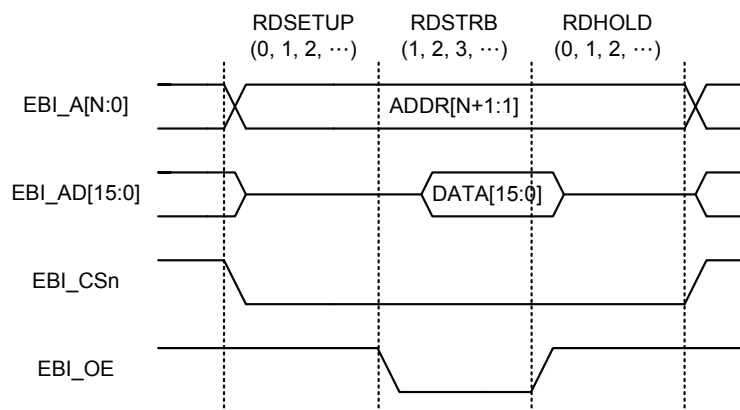 RDSETUP RDSTRB RDHOLD
(0, 1, 2, ⋯) (1, 2, 3, ⋯) (0, 1, 2, ⋯)
EBI_A[N:0] ADDR[N+1:1]
EBI_AD[15:0] DATA[15:0]
EBI_CSn
EBI_OE